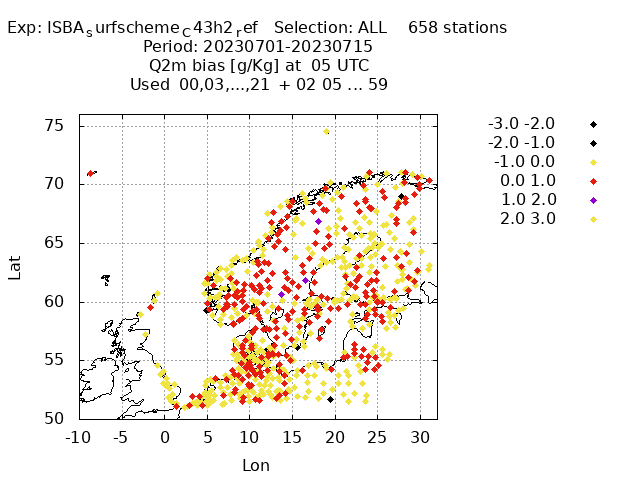 Exp: ISBA_surfscheme_C43h2_ref   Selection: ALL    658 stations
Period: 20230701-20230715
Q2m bias [g/Kg] at  05 UTC
Used  00,03,...,21  + 02 05 ... 59
75
70
65
60
55
50
-10 -5 0 5 10 15 20 25 30
Lat
Lon
-3.0 -2.0
-2.0 -1.0
-1.0 0.0
0.0 1.0
1.0 2.0
2.0 3.0